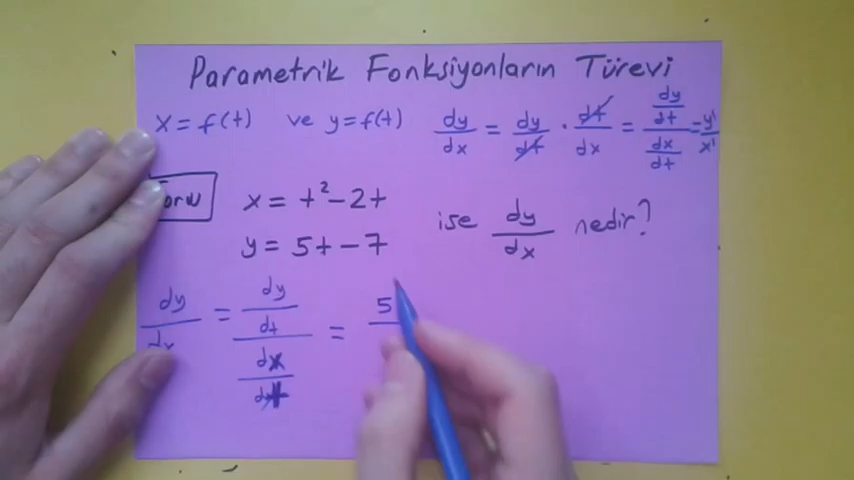 Parametrik Fonksiyonların Türevi
x = f(t) ve y = f(t) dy/dx = dy/dt · dt/dx = (dy/dt)/(dx/dt) = y'/x'
x = t² - 2t
y = 5t - 7
ise dy/dx nedir?
dy/dx = (dy/dt)/(dx/dt) = 5